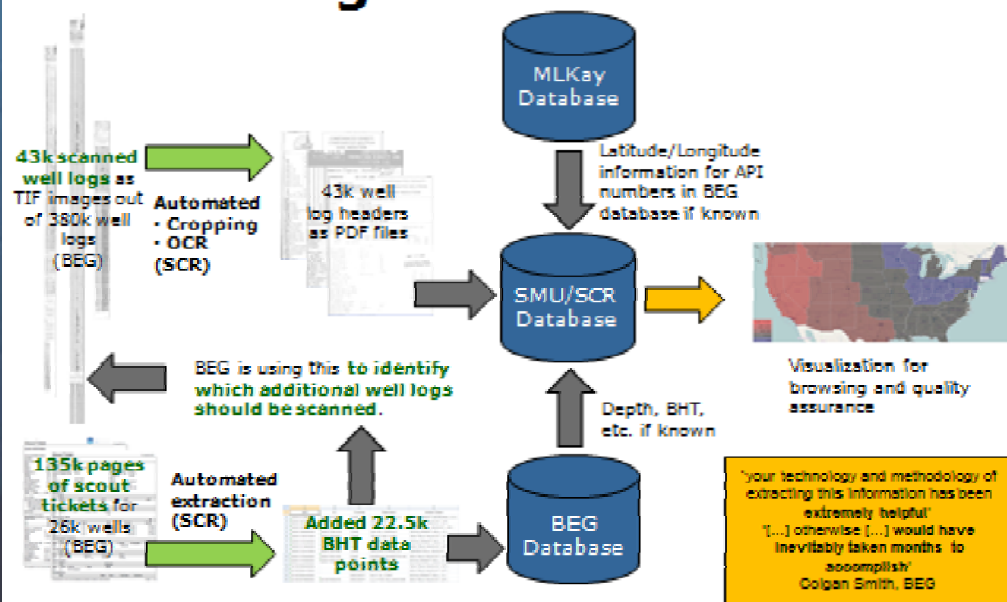 MLKay
Database
43k scanned
well logs as
TIF images out
of 380k well
logs
(BEG)
Automated
• Cropping
• OCR
(SCR)
43k well
log headers
as PDF files
Latitude/Longitude
information for API
numbers in BEG
database if known
SMU/SCR
Database
Visualization for
browsing and quality
assurance
BEG is using this to identify
which additional well logs
should be scanned.
Depth, BHT,
etc. if known
135k pages
of scout
tickets for
26k wells
(BEG)
Automated
extraction
(SCR)
Added 22.5k
BHT data
points
BEG
Database
"your technology and methodology of
extracting this information has been
extremely helpful"
"[...] otherwise [...] would have
inevitably taken months to
accomplish"
Colgan Smith, BEG